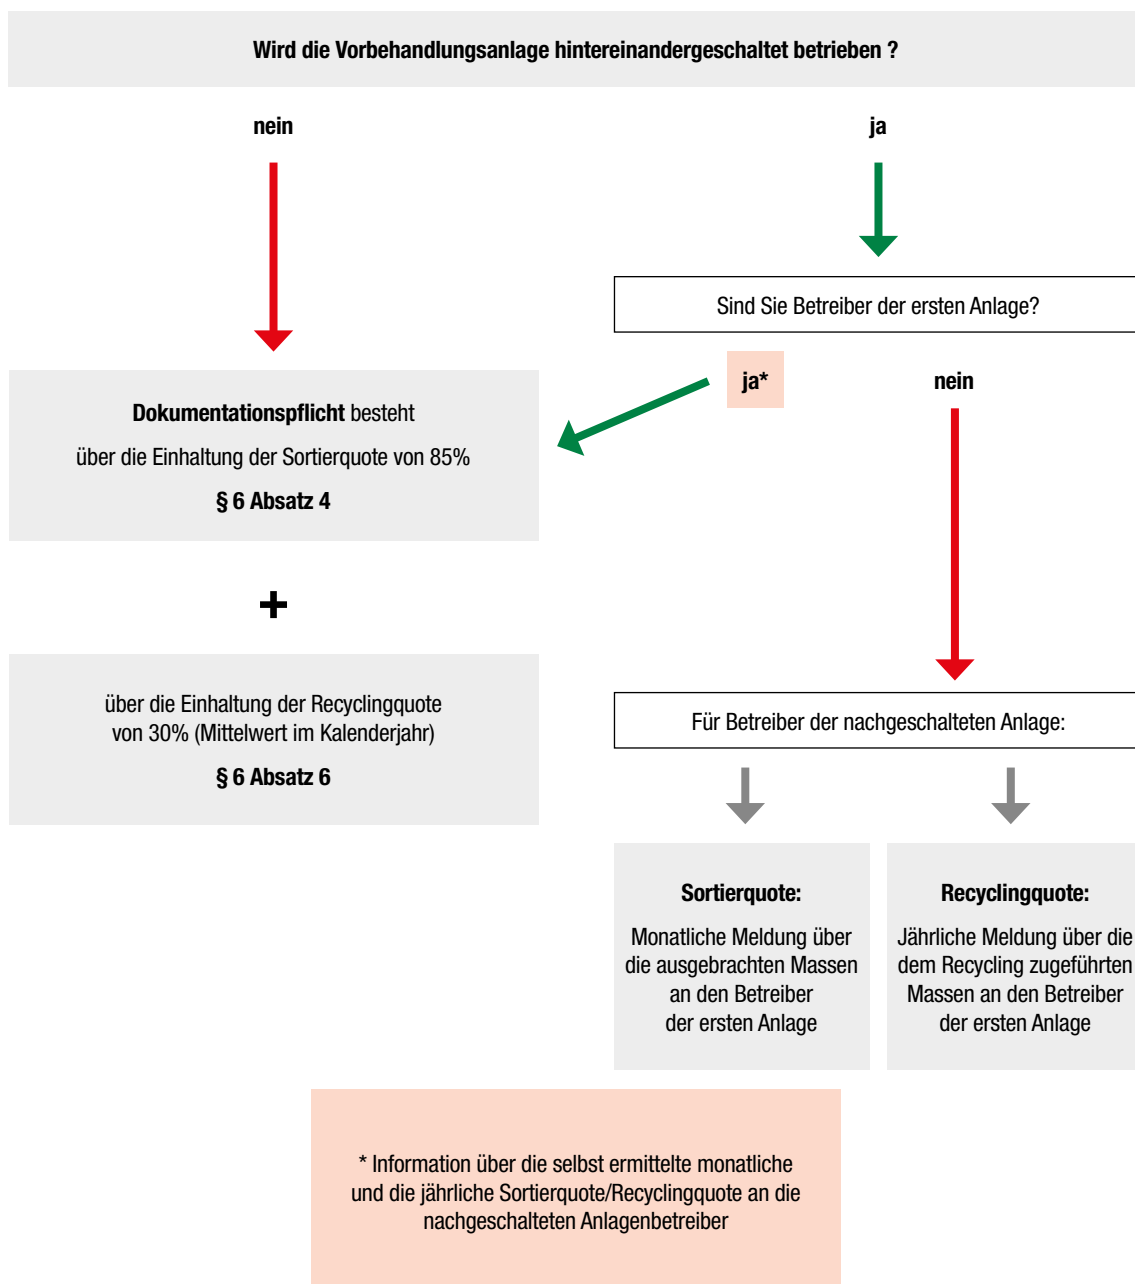 Wird die Vorbehandlungsanlage hintereinandergeschaltet betrieben ?
nein
ja
Sind Sie Betreiber der ersten Anlage?
ja*
nein
Dokumentationspflicht besteht
über die Einhaltung der Sortierquote von 85%
§ 6 Absatz 4
+
über die Einhaltung der Recyclingquote
von 30% (Mittelwert im Kalenderjahr)
§ 6 Absatz 6
Für Betreiber der nachgeschalteten Anlage:
Sortierquote:
Monatliche Meldung über
die ausgebrachten Massen
an den Betreiber
der ersten Anlage
Recyclingquote:
Jährliche Meldung über die
dem Recycling zugeführten
Massen an den Betreiber
der ersten Anlage
* Information über die selbst ermittelte monatliche
und die jährliche Sortierquote/Recyclingquote an die
nachgeschalteten Anlagenbetreiber